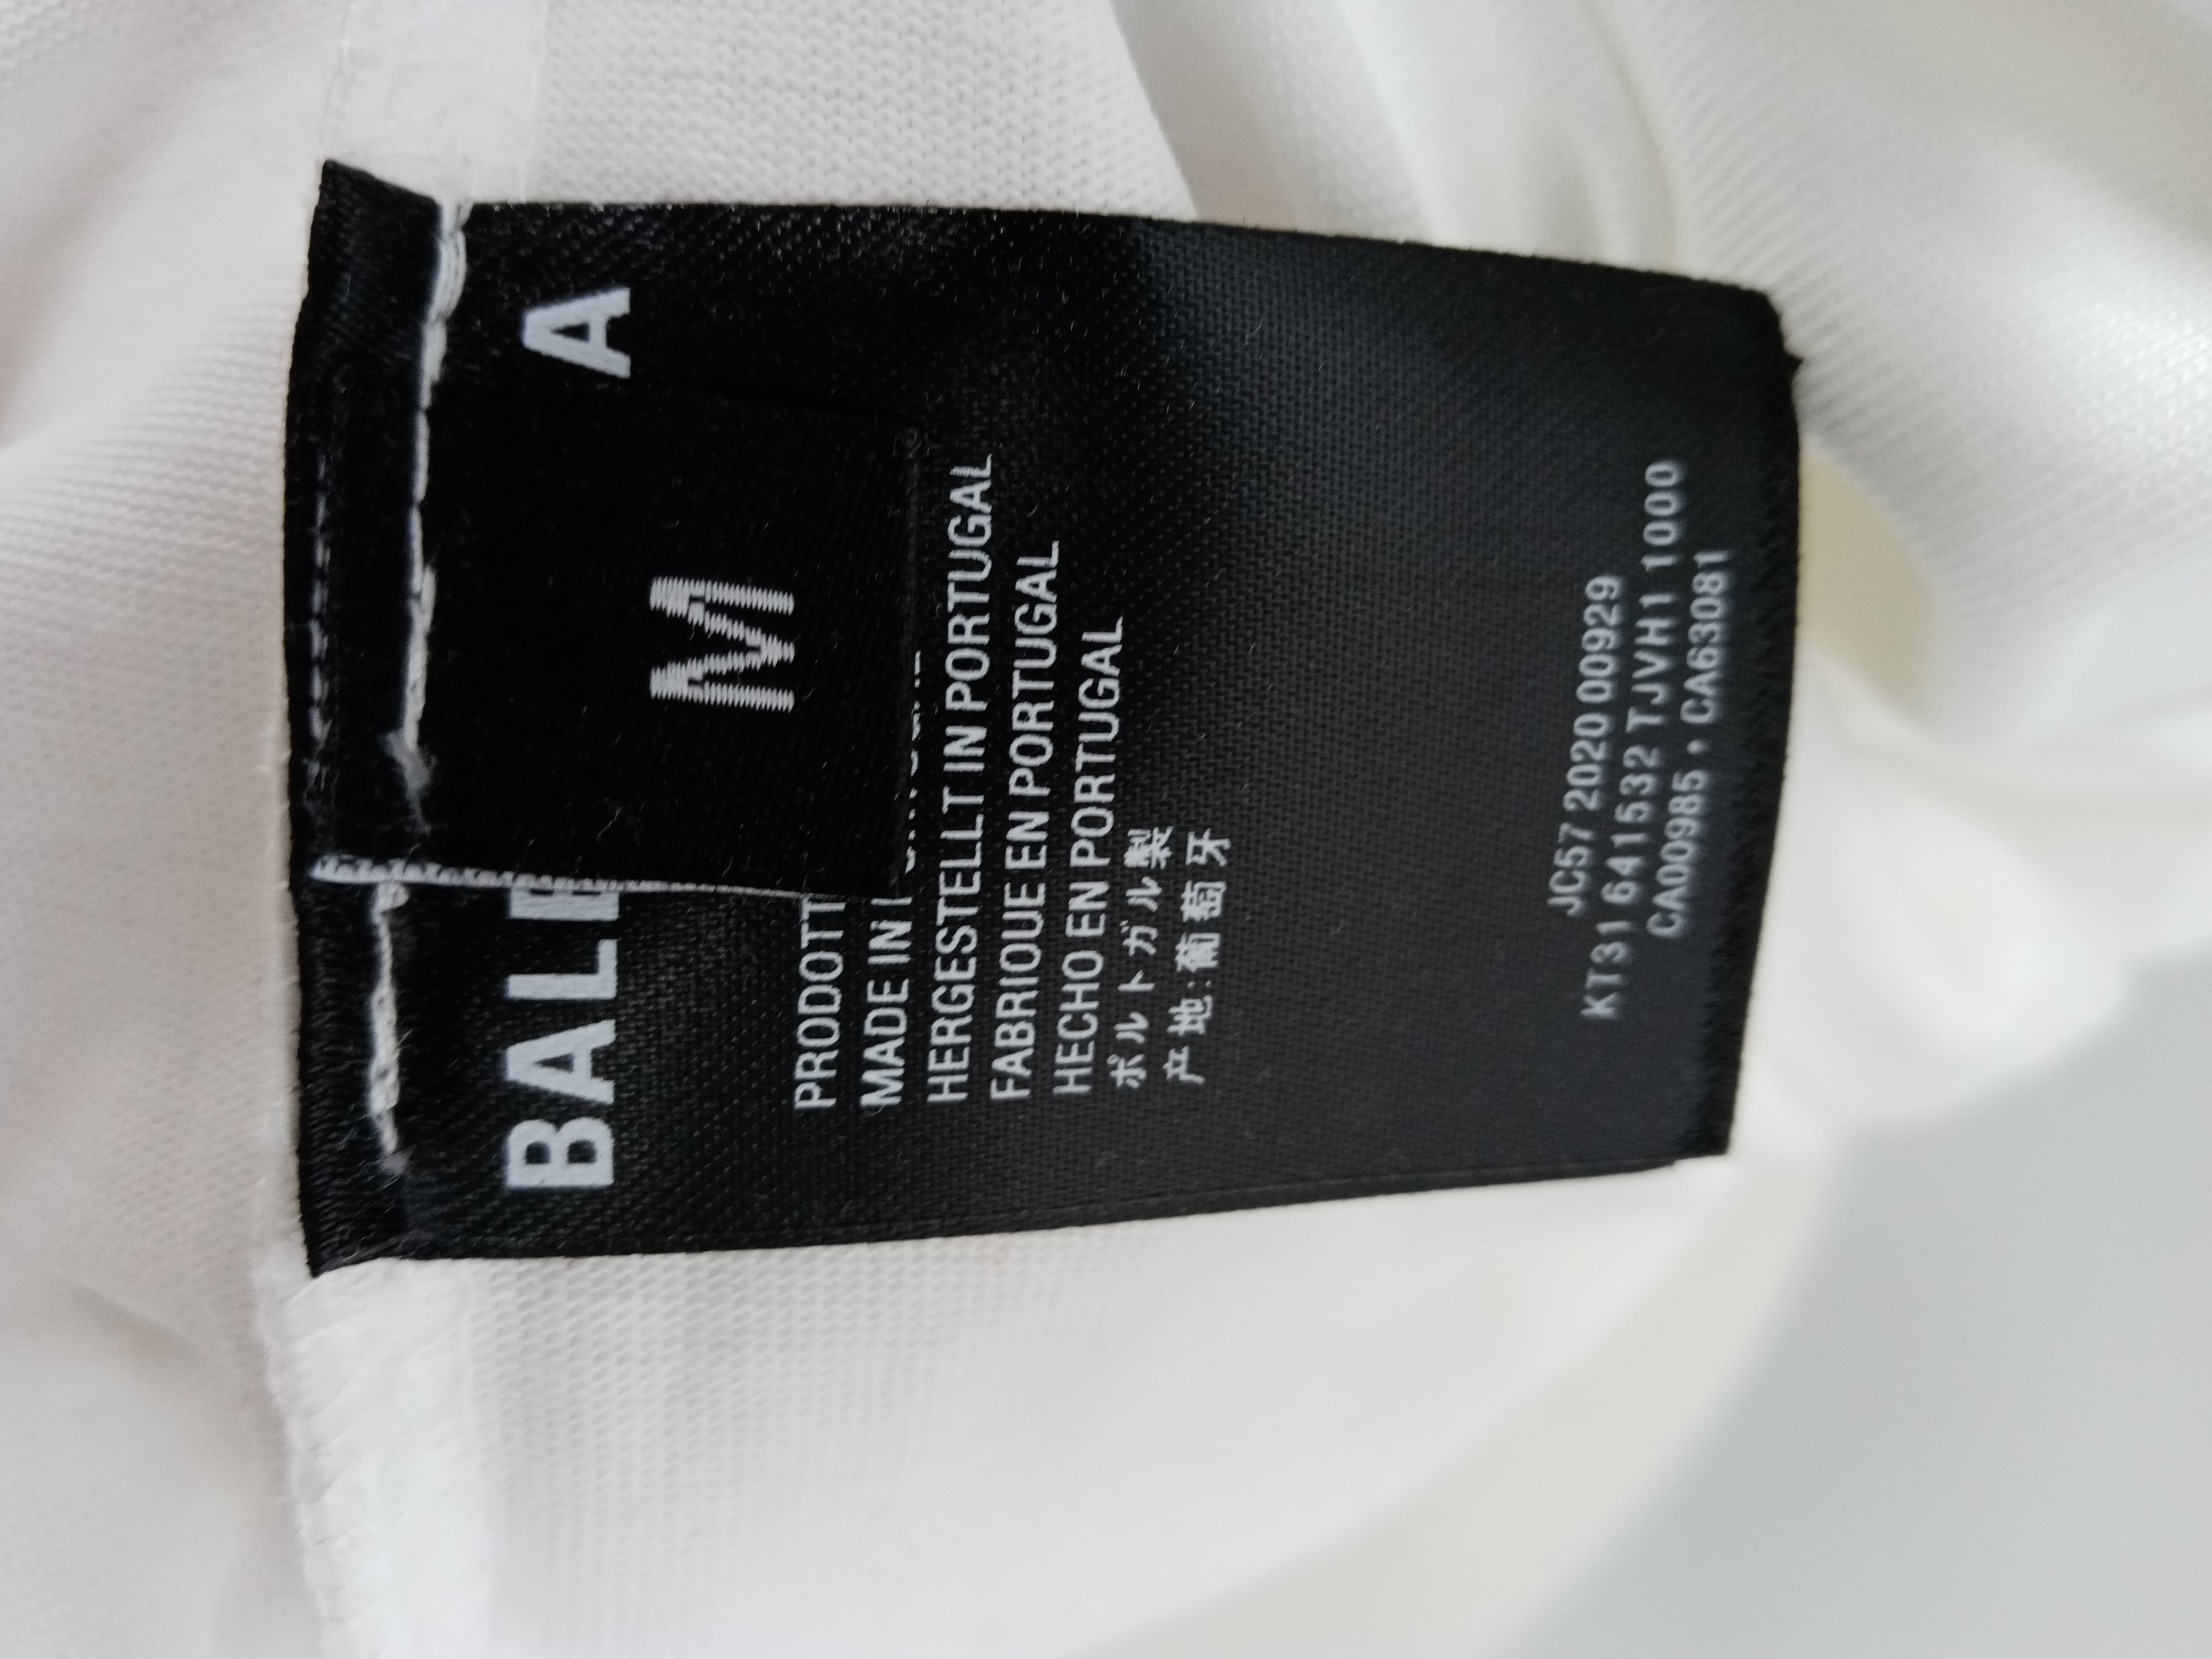 BALE A
M
PRODOTT
MADE IN
HERGESTELLT IN PORTUGAL
FABRIQUE EN PORTUGAL
HECHO EN PORTUGAL
ポルトガル製
产地:葡萄牙
JC57 2020 00929
KT31 641532 TJVH1 1000
CA00985 • CA63081